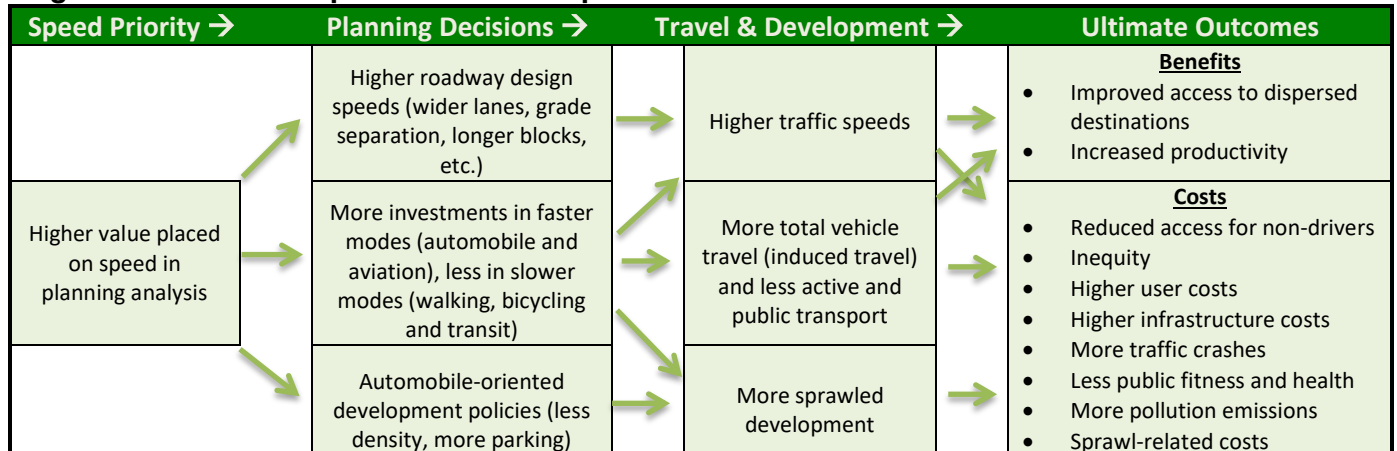 Speed Priority → Planning Decisions → Travel & Development → Ultimate Outcomes
Higher value placed
on speed in
planning analysis
Higher roadway design
speeds (wider lanes, grade
separation, longer blocks,
etc.)
More investments in faster
modes (automobile and
aviation), less in slower
modes (walking, bicycling
and transit)
Automobile-oriented
development policies (less
density, more parking)
Higher traffic speeds
More total vehicle
travel (induced travel)
and less active and
public transport
More sprawled
development
Benefits
• Improved access to dispersed
destinations
• Increased productivity
Costs
• Reduced access for non-drivers
• Inequity
• Higher user costs
• Higher infrastructure costs
• More traffic crashes
• Less public fitness and health
• More pollution emissions
• Sprawl-related costs